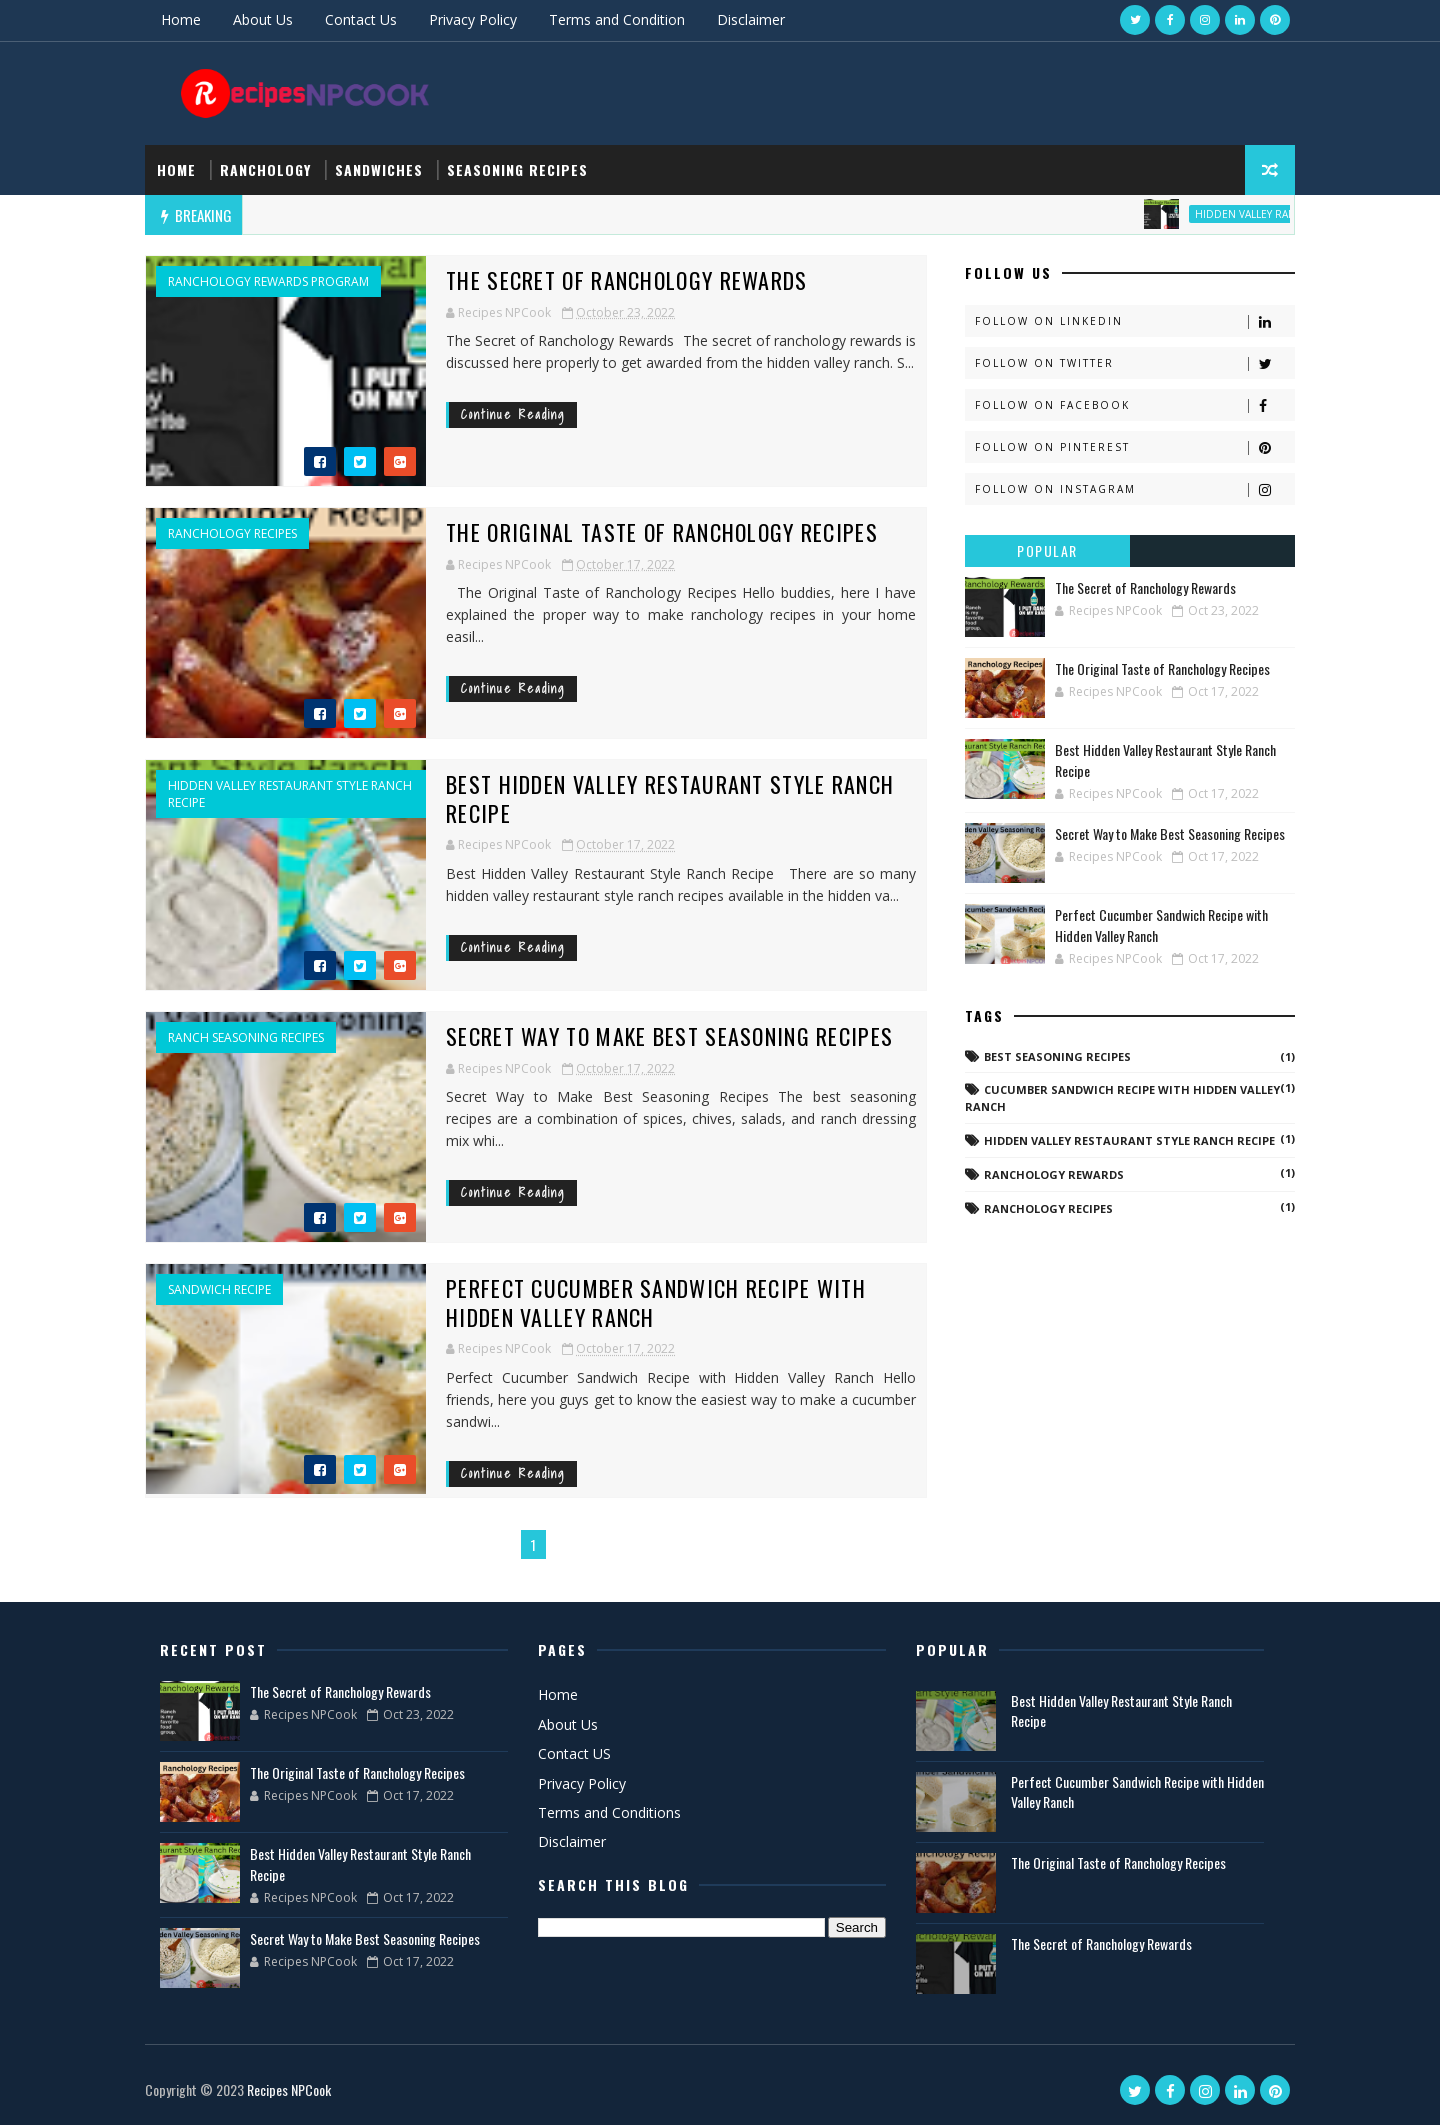 Home About Us Contact Us Privacy Policy Terms and Condition Disclaimer
RecipesNPCOOK
HOME RANCHOLOGY SANDWICHES SEASONING RECIPES
BREAKING
RANCHOLOGY REWARDS PROGRAM
THE SECRET OF RANCHOLOGY REWARDS
Recipes NPCook October 23, 2022
The Secret of Ranchology Rewards The secret of ranchology rewards is
discussed here properly to get awarded from the hidden valley ranch. S...
Continue Reading
RANCHOLOGY RECIPES
THE ORIGINAL TASTE OF RANCHOLOGY RECIPES
Recipes NPCook October 17, 2022
The Original Taste of Ranchology Recipes Hello buddies, here I have
explained the proper way to make ranchology recipes in your home
easil...
Continue Reading
HIDDEN VALLEY RESTAURANT STYLE RANCH
RECIPE
BEST HIDDEN VALLEY RESTAURANT STYLE RANCH
RECIPE
Recipes NPCook October 17, 2022
Best Hidden Valley Restaurant Style Ranch Recipe There are so many
hidden valley restaurant style ranch recipes available in the hidden va...
Continue Reading
RANCH SEASONING RECIPES
SECRET WAY TO MAKE BEST SEASONING RECIPES
Recipes NPCook October 17, 2022
Secret Way to Make Best Seasoning Recipes The best seasoning
recipes are a combination of spices, chives, salads, and ranch dressing
mix whi...
Continue Reading
SANDWICH RECIPE
PERFECT CUCUMBER SANDWICH RECIPE WITH
HIDDEN VALLEY RANCH
Recipes NPCook October 17, 2022
Perfect Cucumber Sandwich Recipe with Hidden Valley Ranch Hello
friends, here you guys get to know the easiest way to make a cucumber
sandwi...
Continue Reading
1
FOLLOW US
FOLLOW ON LINKEDIN
FOLLOW ON TWITTER
FOLLOW ON FACEBOOK
FOLLOW ON PINTEREST
FOLLOW ON INSTAGRAM
POPULAR
The Secret of Ranchology Rewards
Recipes NPCook Oct 23, 2022
The Original Taste of Ranchology Recipes
Recipes NPCook Oct 17, 2022
Best Hidden Valley Restaurant Style Ranch
Recipe
Recipes NPCook Oct 17, 2022
Secret Way to Make Best Seasoning Recipes
Recipes NPCook Oct 17, 2022
Perfect Cucumber Sandwich Recipe with
Hidden Valley Ranch
Recipes NPCook Oct 17, 2022
TAGS
BEST SEASONING RECIPES (1)
CUCUMBER SANDWICH RECIPE WITH HIDDEN VALLEY (1)
RANCH
HIDDEN VALLEY RESTAURANT STYLE RANCH RECIPE (1)
RANCHOLOGY REWARDS (1)
RANCHOLOGY RECIPES (1)
RECENT POST
The Secret of Ranchology Rewards
Recipes NPCook Oct 23, 2022
The Original Taste of Ranchology Recipes
Recipes NPCook Oct 17, 2022
Best Hidden Valley Restaurant Style Ranch
Recipe
Recipes NPCook Oct 17, 2022
Secret Way to Make Best Seasoning Recipes
Recipes NPCook Oct 17, 2022
PAGES
Home
About Us
Contact US
Privacy Policy
Terms and Conditions
Disclaimer
SEARCH THIS BLOG
Search
POPULAR
Best Hidden Valley Restaurant Style Ranch
Recipe
Perfect Cucumber Sandwich Recipe with Hidden
Valley Ranch
The Original Taste of Ranchology Recipes
The Secret of Ranchology Rewards
Copyright © 2023 Recipes NPCook